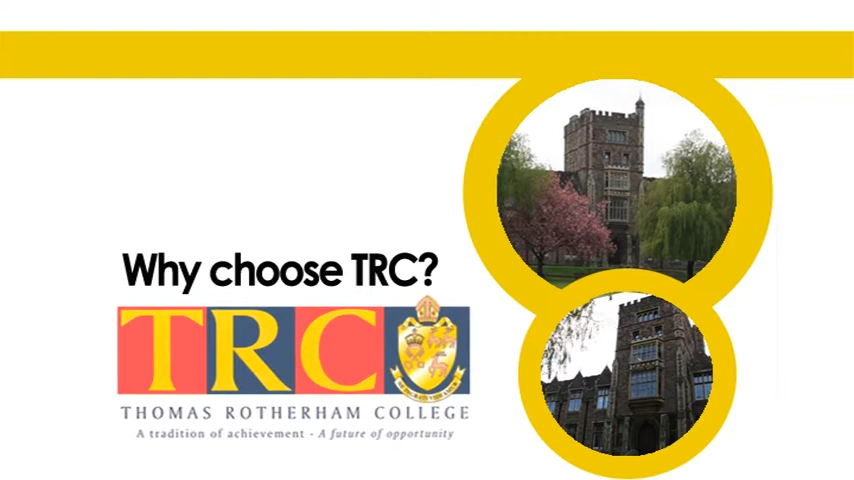 Why choose TRC?
TRC
THOMAS ROTHERHAM COLLEGE
A tradition of achievement - A future of opportunity